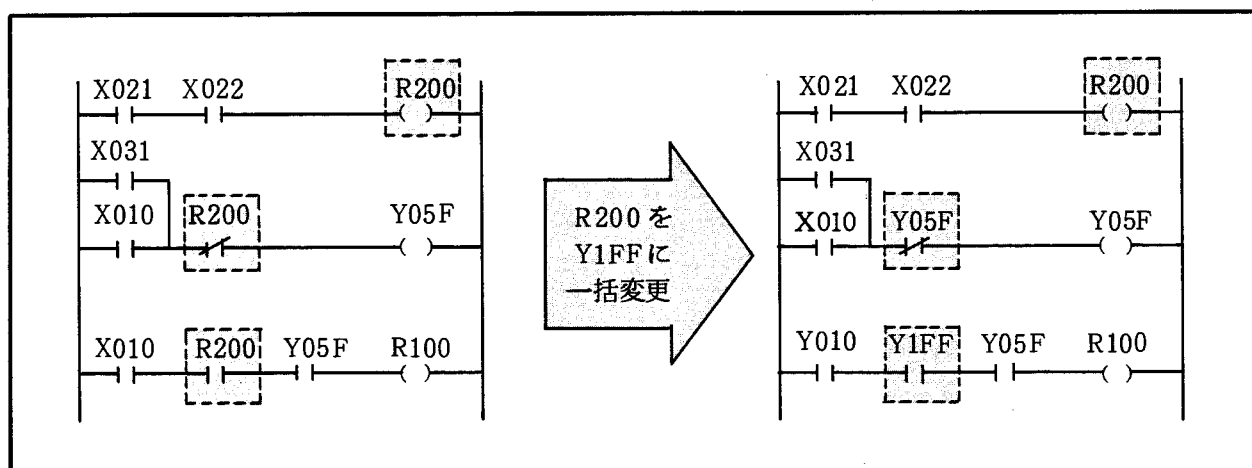 X021 X022 R200
X031
X010 R200 Y05F
X010 R200 Y05F R100
R200を
Y1FFに
一括変更
X021 X022 R200
X031
X010 Y05F Y05F
Y010 Y1FF Y05F R100